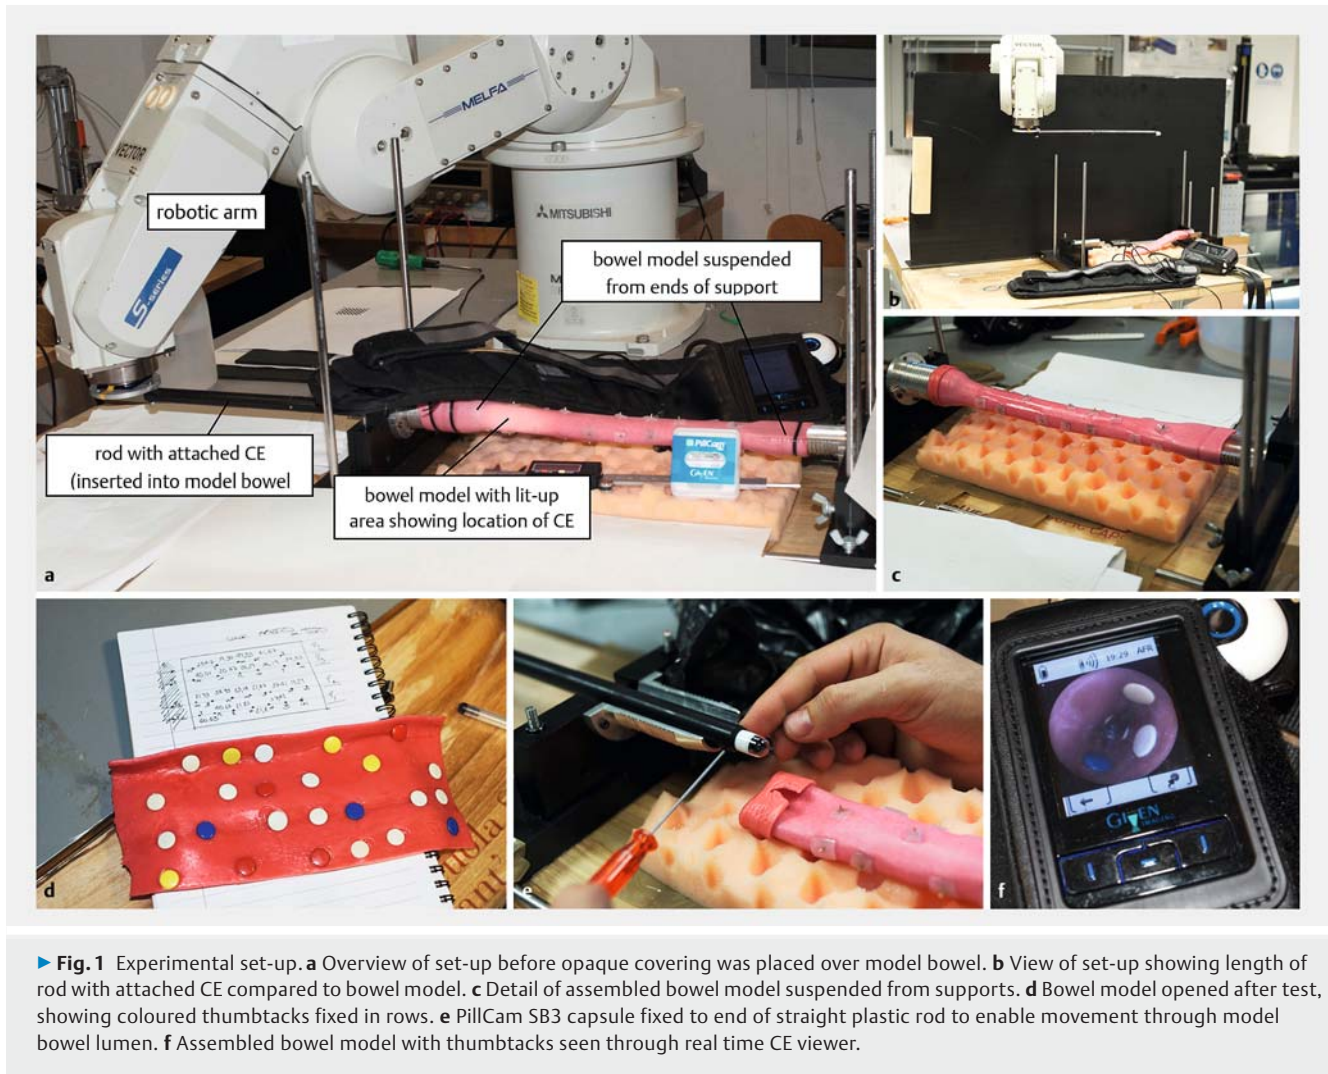 VECTOR
robotic arm
S-series
MELFA
MITSUBISHI
bowel model suspended
from ends of support
rod with attached CE
(inserted into model bowel
bowel model with lit-up
area showing location of CE
PillCam
GIVEN
a
VECTOR
b
c
d
e
19:29 AFR
GIVEN
f
▶ Fig. 1 Experimental set-up. a Overview of set-up before opaque covering was placed over model bowel. b View of set-up showing length of
rod with attached CE compared to bowel model. c Detail of assembled bowel model suspended from supports. d Bowel model opened after test,
showing coloured thumbtacks fixed in rows. e PillCam SB3 capsule fixed to end of straight plastic rod to enable movement through model
bowel lumen. f Assembled bowel model with thumbtacks seen through real time CE viewer.